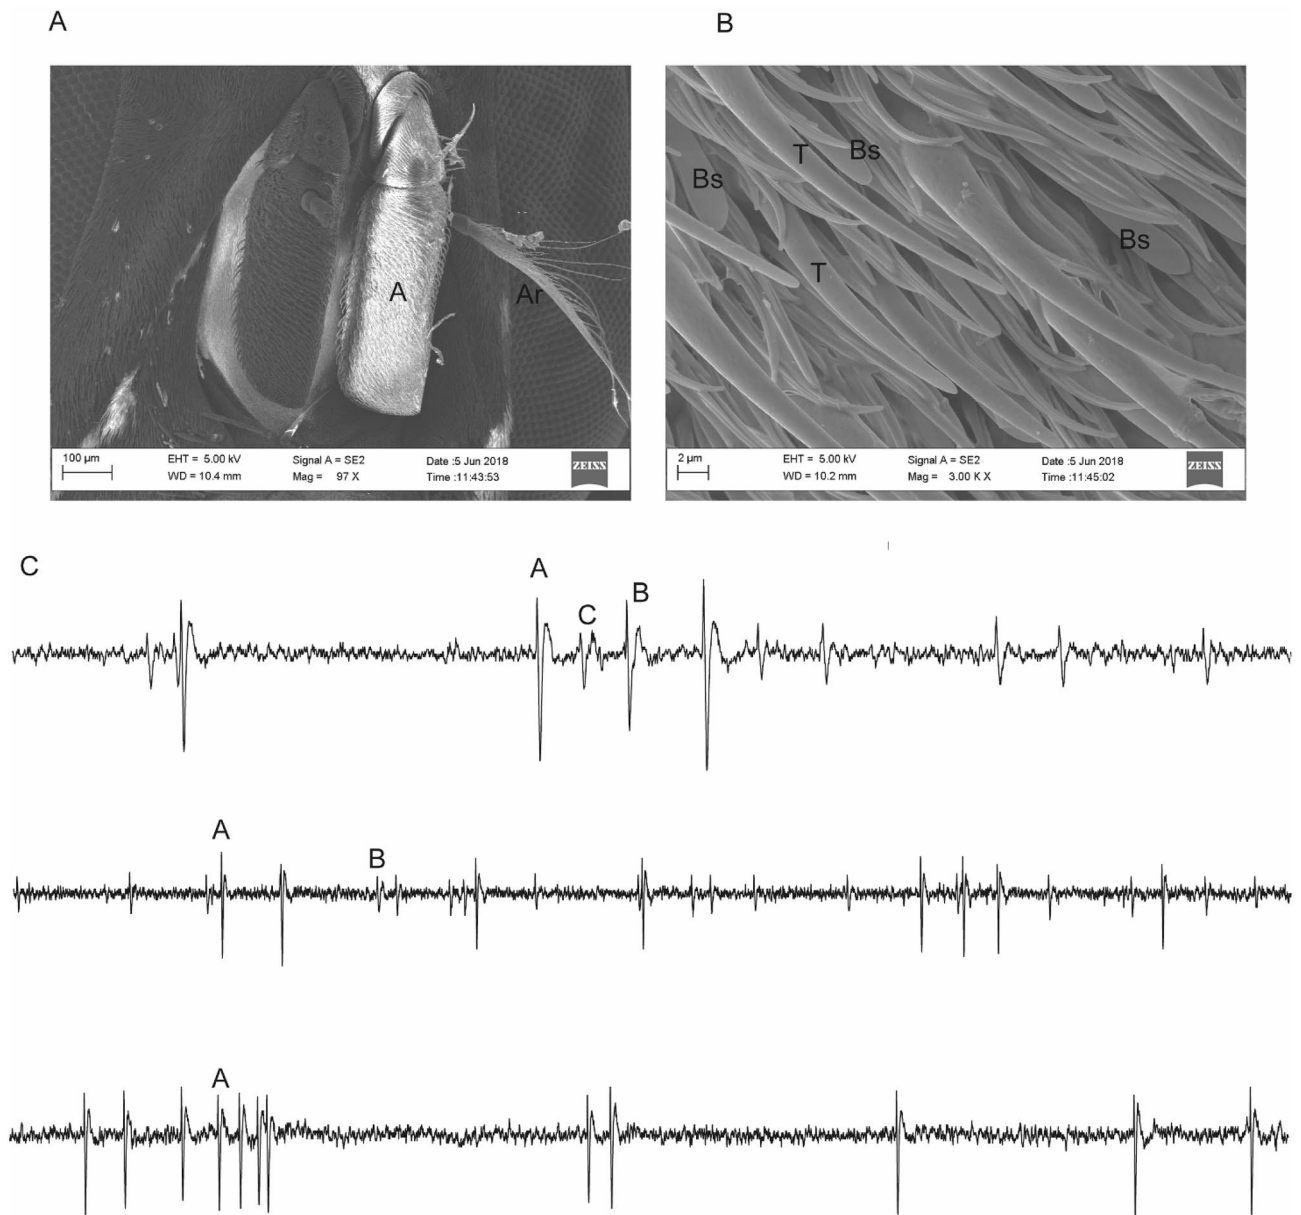 A
B
A
Ar
100 µm
EHT = 5.00 kV
Signal A = SE2
Date :5 Jun 2018
WD = 10.4 mm
Mag = 97 X
Time :11:43:53
ZEISS
T
Bs
Bs
Bs
T
2 µm
EHT = 5.00 kV
Signal A = SE2
Date :5 Jun 2018
WD = 10.2 mm
Mag = 3.00 K X
Time :11:45:02
ZEISS
C
A
C
B
A
B
A